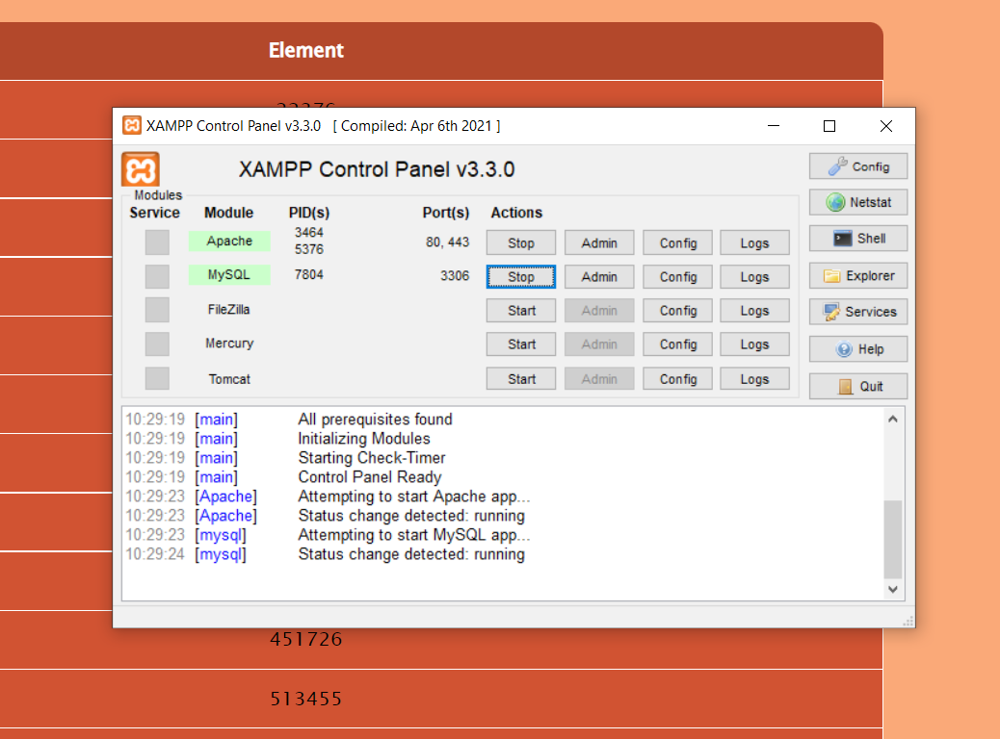 Element
XAMPP Control Panel v3.3.0 [ Compiled: Apr 6th 2021 ]
XAMPP Control Panel v3.3.0
Config
Modules
Service Module PID(s) Port(s) Actions
Netstat
Apache 3464 5376 80, 443 Stop Admin Config Logs
Shell
MySQL 7804 3306 Stop Admin Config Logs
Explorer
FileZilla Start Admin Config Logs
Services
Mercury Start Admin Config Logs
Help
Tomcat Start Admin Config Logs
Quit
10:29:19 [main] All prerequisites found
10:29:19 [main] Initializing Modules
10:29:19 [main] Starting Check-Timer
10:29:19 [main] Control Panel Ready
10:29:23 [Apache] Attempting to start Apache app...
10:29:23 [Apache] Status change detected: running
10:29:23 [mysql] Attempting to start MySQL app...
10:29:24 [mysql] Status change detected: running
451726
513455